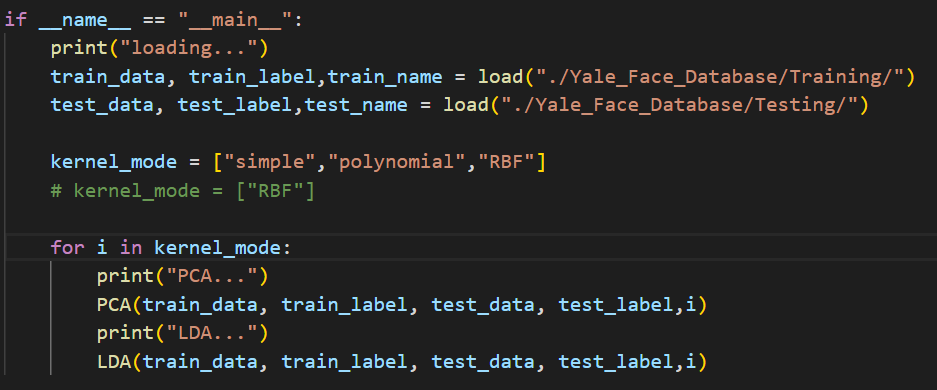 if __name__ == "__main__":
    print("loading...")
    train_data, train_label,train_name = load("./Yale_Face_Database/Training/")
    test_data, test_label,test_name = load("./Yale_Face_Database/Testing/")

    kernel_mode = ["simple","polynomial","RBF"]
    # kernel_mode = ["RBF"]

    for i in kernel_mode:
        print("PCA...")
        PCA(train_data, train_label, test_data, test_label,i)
        print("LDA...")
        LDA(train_data, train_label, test_data, test_label,i)